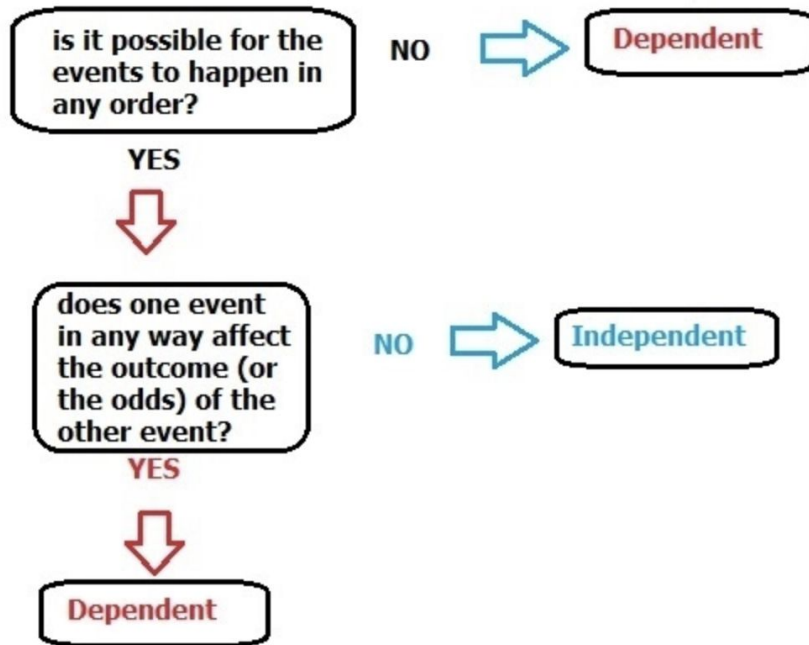 is it possible for the
events to happen in
any order?
NO
Dependent
YES
does one event
in any way affect
the outcome (or
the odds) of the
other event?
NO
Independent
YES
Dependent